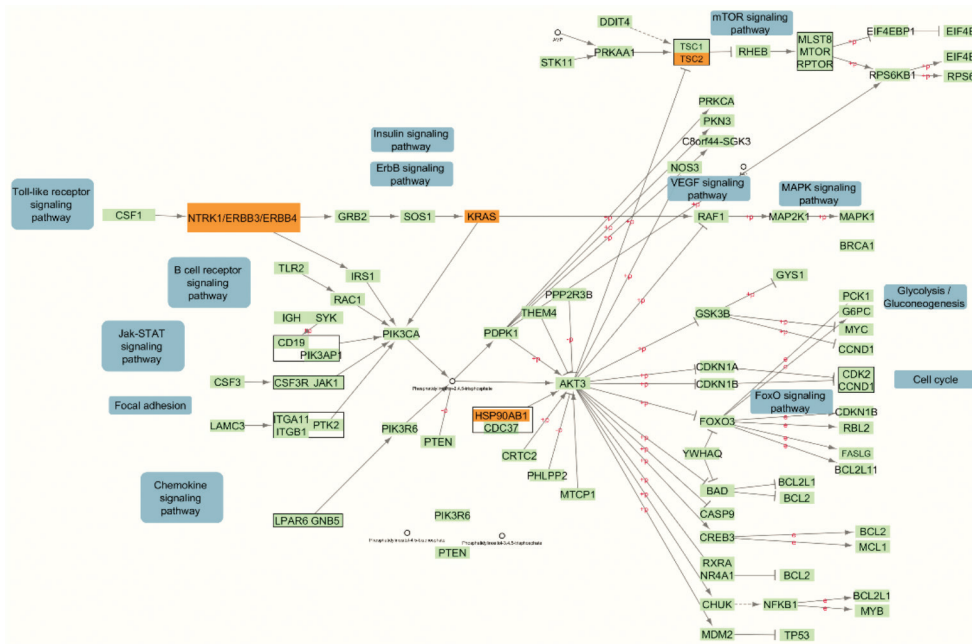 DDIT4
mTOR signaling
pathway
AMP
PRKAA1
STK11
TSC1
TSC2
RHEB
MLST8
MTOR
RPTOR
EIF4EBP1
EIF4E
RPS6KB1
EIF4B
RPS6
+p
+p
+p
+p
PRKCA
PKN3
C8orf44-SGK3
NOS3
Insulin signaling
pathway
ErbB signaling
pathway
VEGF signaling pathway
MAPK signaling
pathway
Toll-like receptor
signaling
pathway
CSF1
NTRK1/ERBB3/ERBB4
GRB2
SOS1
KRAS
RAF1
MAP2K1
MAPK1
+p
+p
+p
BRCA1
B cell receptor
signaling
pathway
TLR2
IRS1
RAC1
IGH
SYK
CD19
PIK3AP1
PIK3CA
PDPK1
PPP2R3B
THEM4
GSK3B
GYS1
MYC
CCND1
Glycolysis /
Gluconeogenesis
PCK1
G6PC
Jak-STAT
signaling
pathway
CSF3
CSF3R
JAK1
AKT3
CDKN1A
CDKN1B
CDK2
CCND1
Cell cycle
Focal adhesion
LAMC3
ITGA11
ITGB1
PTK2
PIK3R6
PTEN
HSP90AB1
CDC37
CRTC2
PHLPP2
MTCP1
FoxO signaling
pathway
FOXO3
CDKN1B
RBL2
FASLG
BCL2L11
YWHAQ
BAD
BCL2L1
BCL2
CASP9
Chemokine
signaling
pathway
LPAR6
GNB5
PIK3R6
PTEN
CREB3
BCL2
MCL1
RXRA
NR4A1
BCL2
CHUK
NFKB1
BCL2L1
MYB
MDM2
TP53